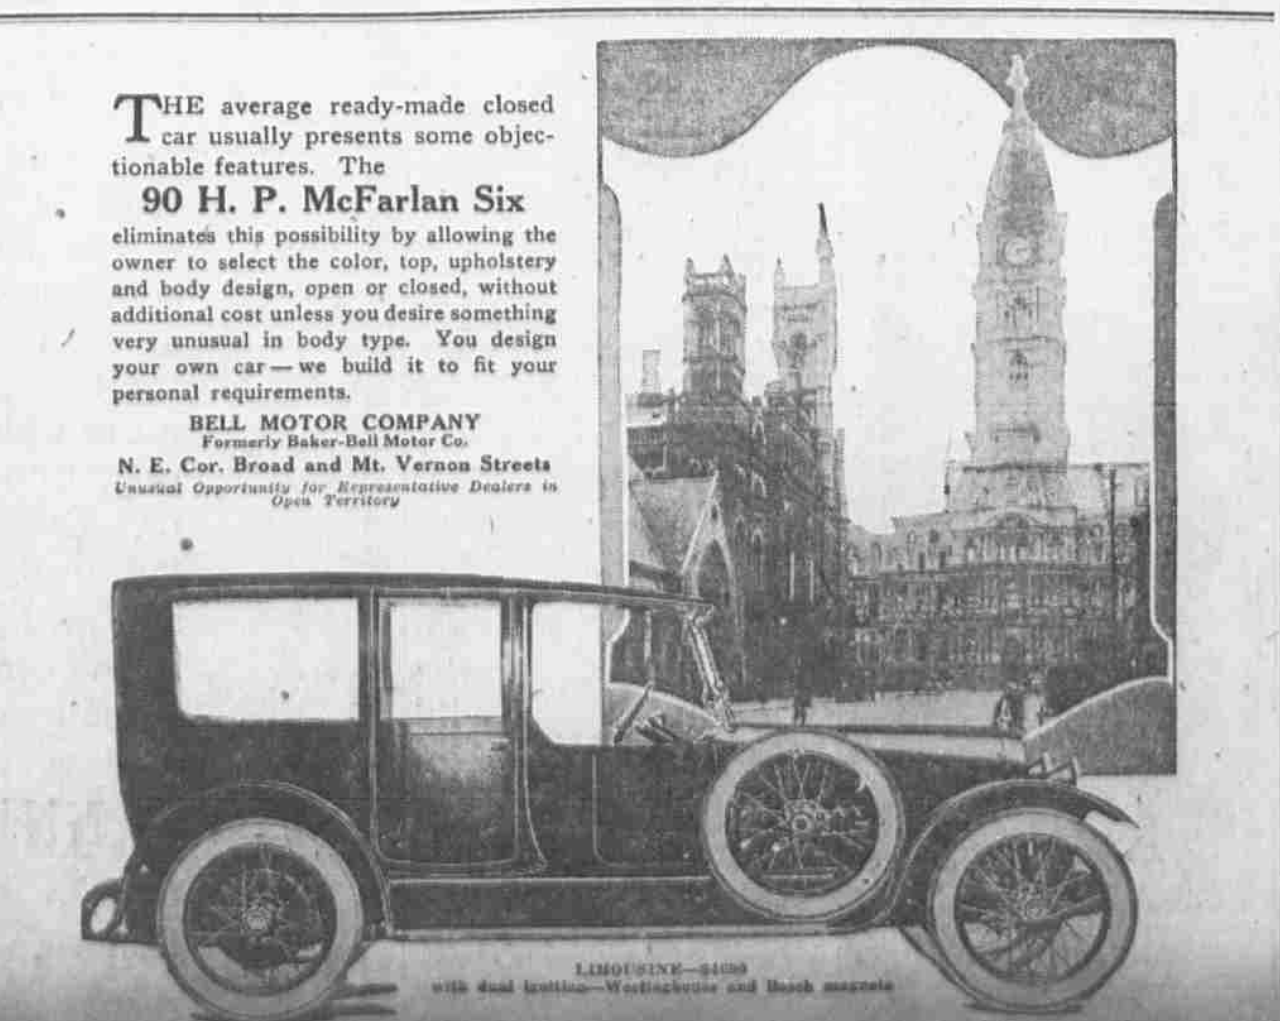 THE average ready-made closed
car usually presents some objec-
tionable features. The
90 H. P. McFarlan Six
eliminates this possibility by allowing the
owner to select the color, top, upholstery
and body design, open or closed, without
additional cost unless you desire something
very unusual in body type. You design
your own car—we build it to fit your
personal requirements.
BELL MOTOR COMPANY
Formerly Baker-Bell Motor Co.
N. E. Cor. Broad and Mt. Vernon Streets
Unusual Opportunity for Representative Dealers in
Open Territory
LIMOUSINE—
with dual ignition—Westinghouse and Bosch magneto